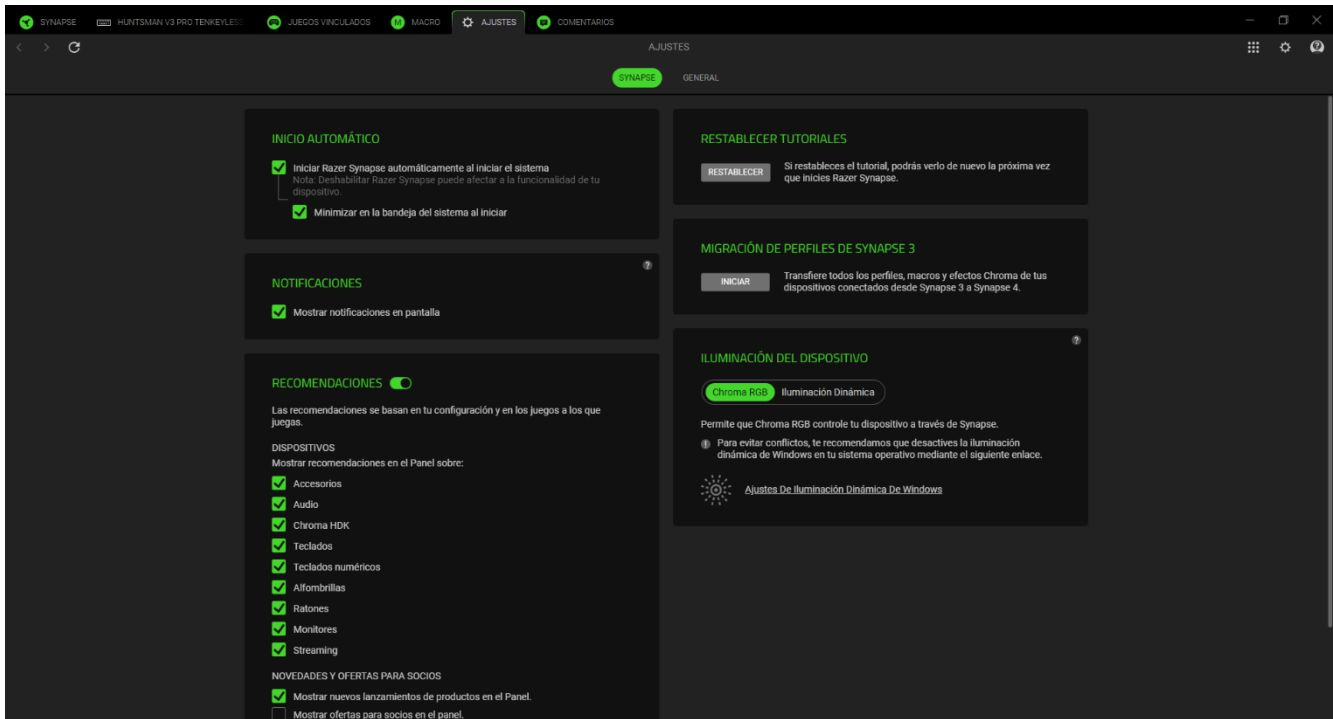 SYNAPSE
HUNTSMAN V3 PRO TENKEYLESS
JUEGOS VINCULADOS
M
MACRO
AJUSTES
COMENTARIOS
AJUSTES
SYNAPSE
GENERAL
INICIO AUTOMÁTICO
Iniciar Razer Synapse automáticamente al iniciar el sistema
Nota: Deshabilitar Razer Synapse puede afectar a la funcionalidad de tu
dispositivo.
Minimizar en la bandeja del sistema al iniciar
?
NOTIFICACIONES
Mostrar notificaciones en pantalla
RECOMENDACIONES
Las recomendaciones se basan en tu configuración y en los juegos a los que
juegas.
DISPOSITIVOS
Mostrar recomendaciones en el Panel sobre:
Accesorios
Audio
Chroma HDK
Teclados
Teclados numéricos
Alfombrillas
Ratones
Monitores
Streaming
NOVEDADES Y OFERTAS PARA SOCIOS
Mostrar nuevos lanzamientos de productos en el Panel.
Mostrar ofertas para socios en el panel.
RESTABLECER TUTORIALES
RESTABLECER
Si restableces el tutorial, podrás verlo de nuevo la próxima vez
que inicies Razer Synapse.
MIGRACIÓN DE PERFILES DE SYNAPSE 3
INICIAR
Transfiere todos los perfiles, macros y efectos Chroma de tus
dispositivos conectados desde Synapse 3 a Synapse 4.
?
ILUMINACIÓN DEL DISPOSITIVO
Chroma RGB
Iluminación Dinámica
Permite que Chroma RGB controle tu dispositivo a través de Synapse.
! Para evitar conflictos, te recomendamos que desactives la iluminación
dinámica de Windows en tu sistema operativo mediante el siguiente enlace.
Ajustes De Iluminación Dinámica De Windows